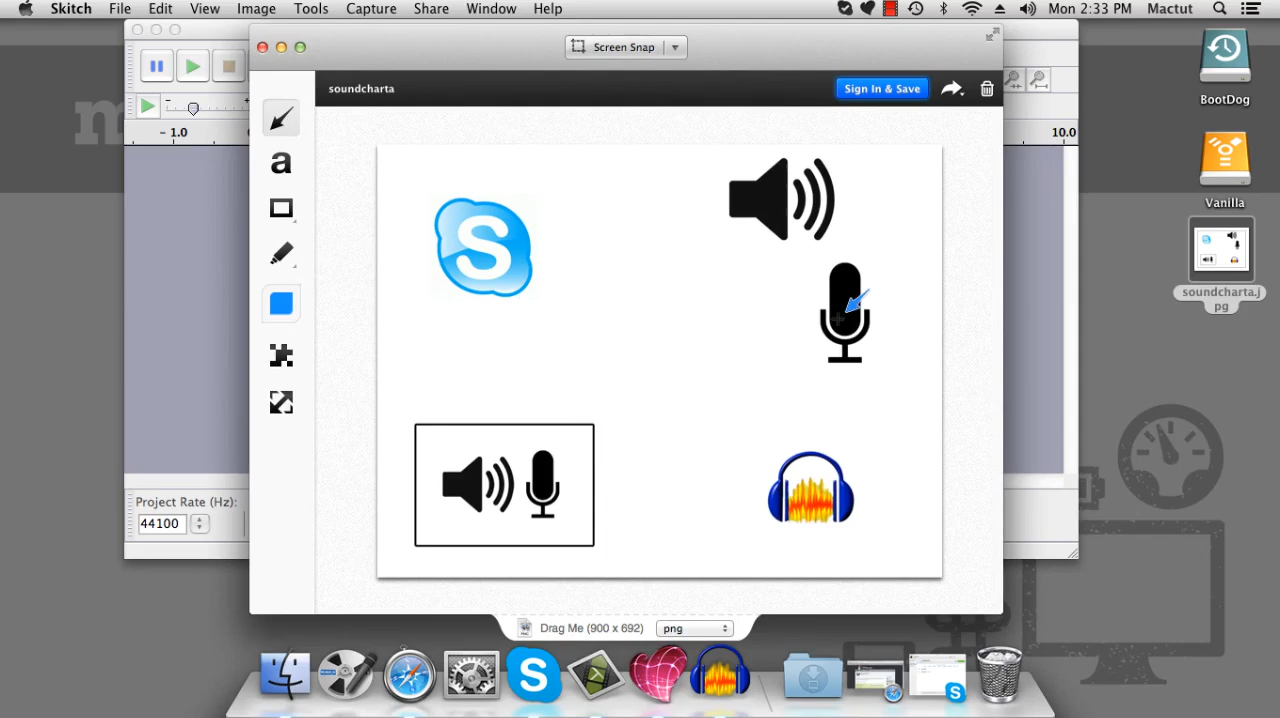 Skitch File Edit View Image Tools Capture Share Window Help Mon 2:33 PM Mactut
Screen Snap
soundcharta Sign In & Save
- 1.0 10.0
a
BootDog
Vanilla
soundcharta.j
pg
Project Rate (Hz):
44100
Drag Me (900 x 692) png